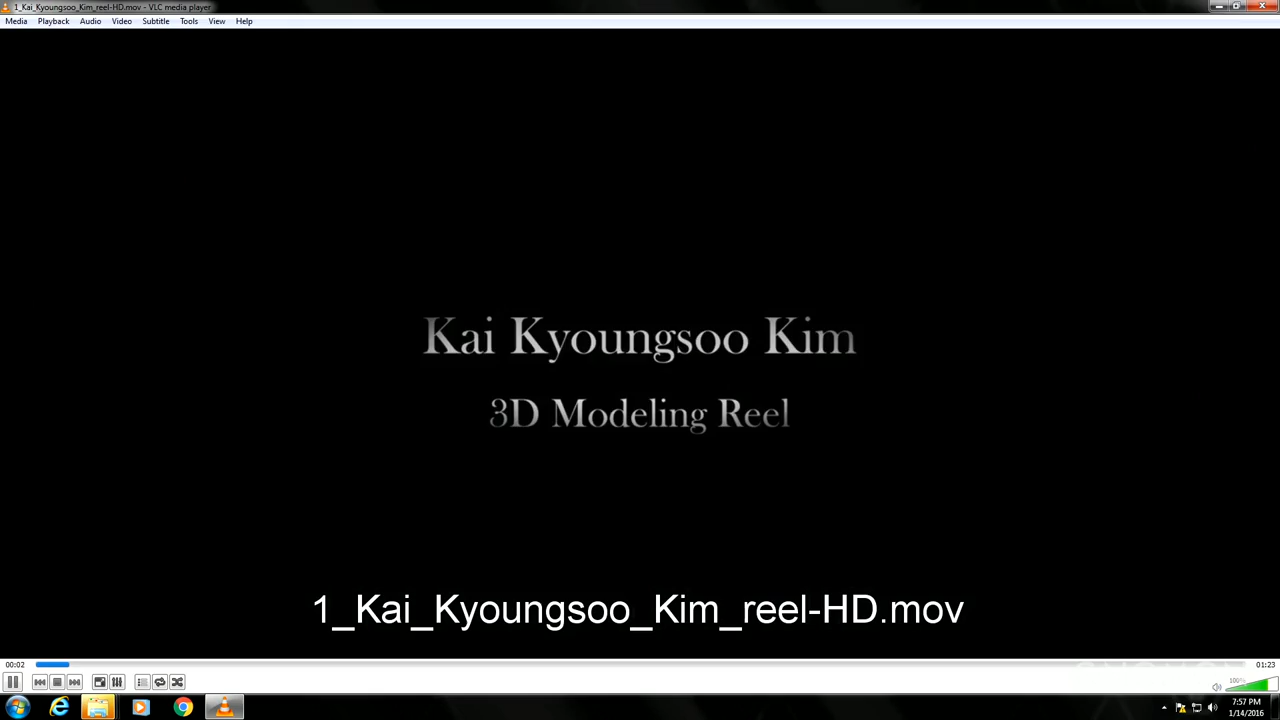 1_Kai_Kyoungsoo_Kim_reel-HD.mov - VLC media player
Media Playback Audio Video Subtitle Tools View Help
Kai Kyoungsoo Kim
3D Modeling Reel
1_Kai_Kyoungsoo_Kim_reel-HD.mov
00:02 01:23
100%
7:57 PM
1/14/2016